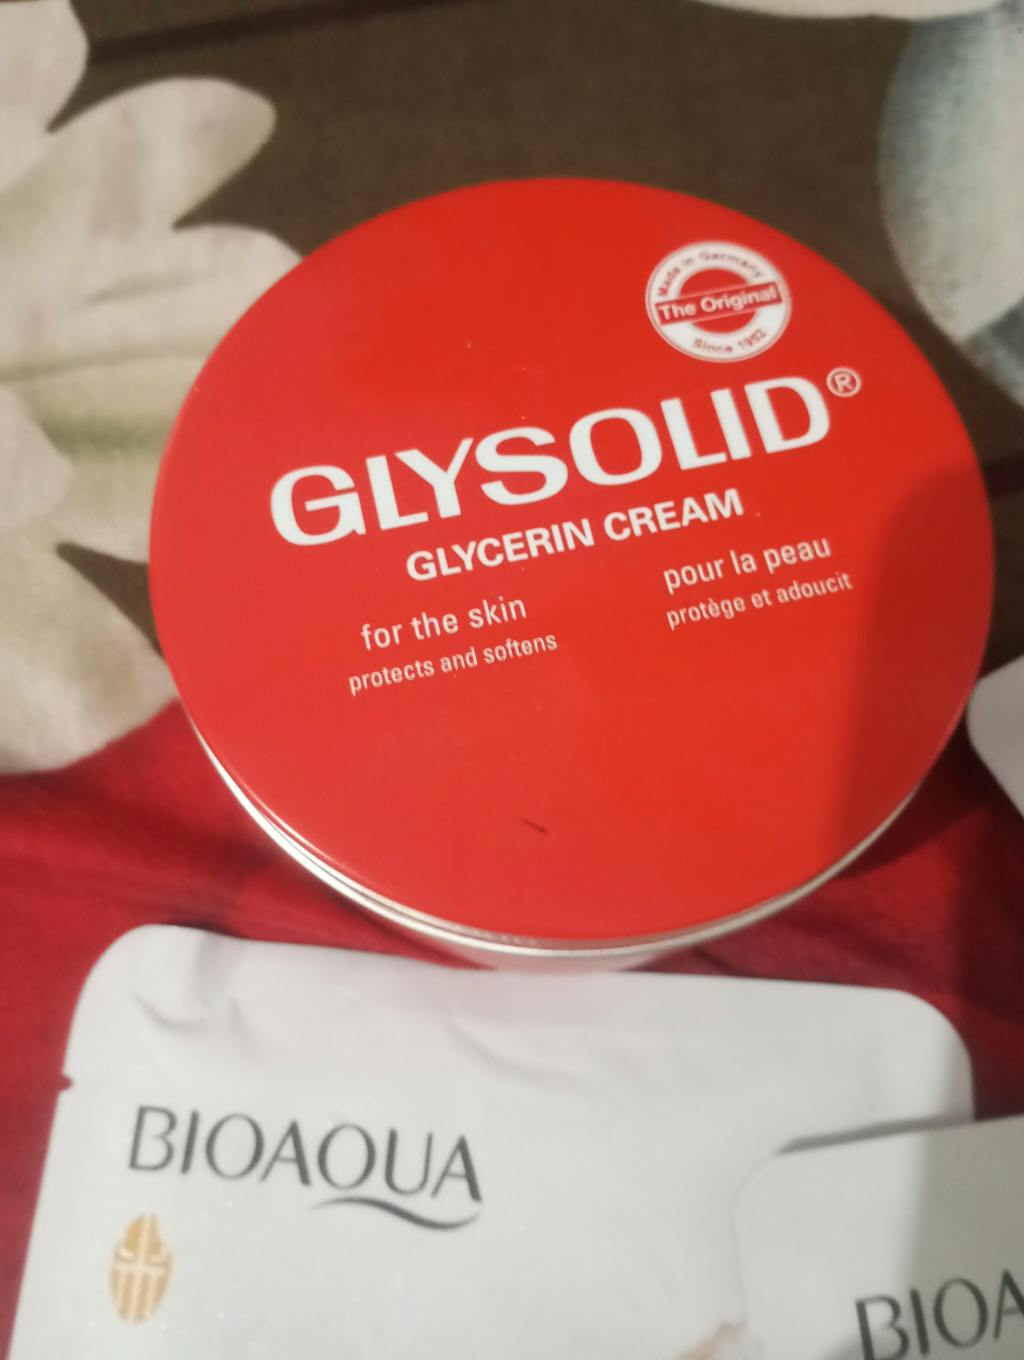 Made in Germany
The Original
Since 1952
GLYSOLID®
GLYCERIN CREAM
for the skin
protects and softens
pour la peau
protège et adoucit
BIOAQUA
BIOA